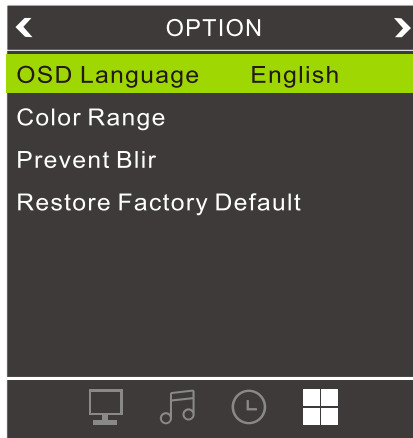 OPTION
OSD Language English
Color Range
Prevent Blir
Restore Factory Default